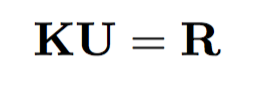 KU = R